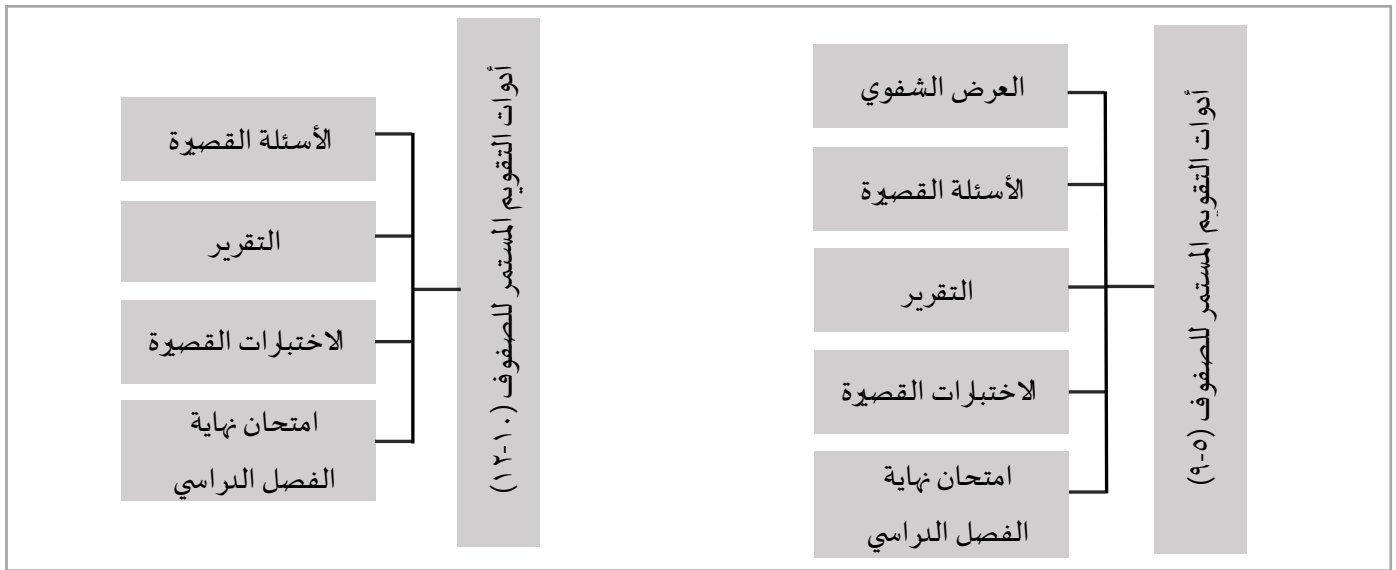 أدوات التقويم المستمر للصفوف (٥-٩)
العرض الشفوي
الأسئلة القصيرة
التقرير
الاختبارات القصيرة
امتحان نهاية
الفصل الدراسي
أدوات التقويم المستمر للصفوف (١٠-١٢)
الأسئلة القصيرة
التقرير
الاختبارات القصيرة
امتحان نهاية
الفصل الدراسي